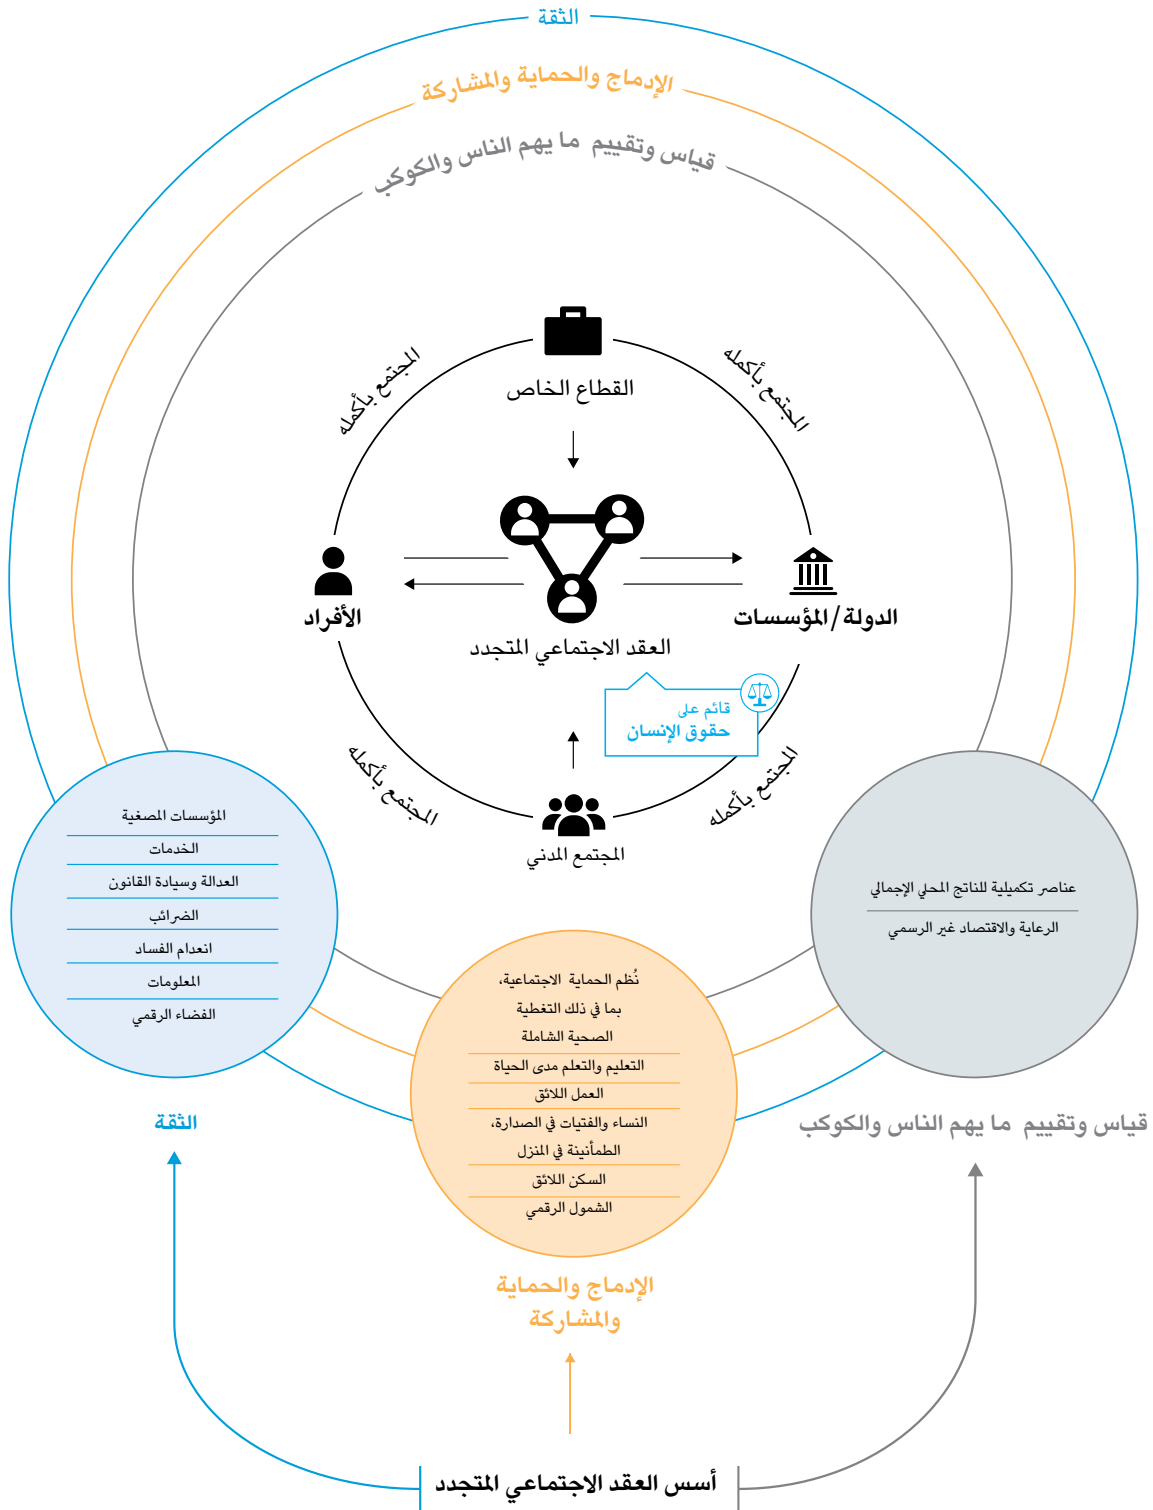 الثقة
الإدماج والحماية والمشاركة
قياس وتقييم ما يهم الناس والكوكب
المجتمع بأكمله
المجتمع بأكمله
القطاع الخاص
الأفراد
الدولة/المؤسسات
العقد الاجتماعي المتجدد
قائم على
حقوق الإنسان
المجتمع بأكمله
المجتمع بأكمله
المجتمع المدني
المؤسسات المصغية
الخدمات
العدالة وسيادة القانون
الضرائب
انعدام الفساد
المعلومات
الفضاء الرقمي
عناصر تكميلية للناتج المحلي الإجمالي
الرعاية والاقتصاد غير الرسمي
نُظم الحماية الاجتماعية،
بما في ذلك التغطية
الصحية الشاملة
التعليم والتعلم مدى الحياة
العمل اللائق
النساء والفتيات في الصدارة،
الطمأنينة في المنزل
السكن اللائق
الشمول الرقمي
الثقة
قياس وتقييم ما يهم الناس والكوكب
الإدماج والحماية
والمشاركة
أسس العقد الاجتماعي المتجدد